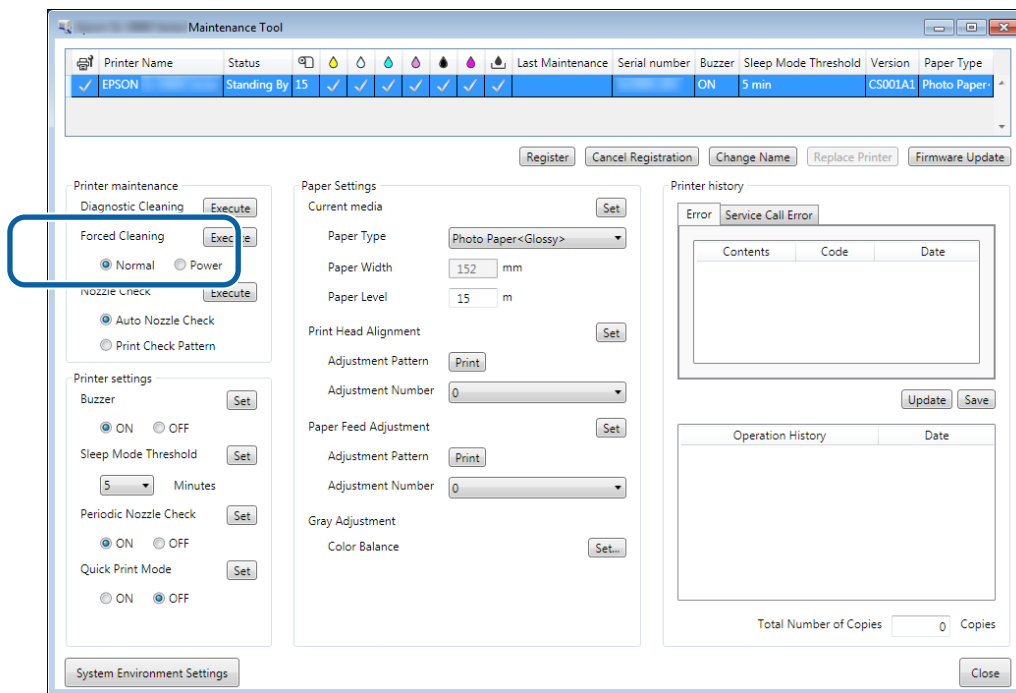 Maintenance Tool
Printer Name Status Last Maintenance Serial number Buzzer Sleep Mode Threshold Version Paper Type
EPSON Standing By 15 ON 5 min CS001A1 Photo Paper
Register Cancel Registration Change Name Replace Printer Firmware Update
Printer maintenance
Diagnostic Cleaning Execute
Forced Cleaning Execute
Normal Power
Nozzle Check Execute
Auto Nozzle Check
Print Check Pattern
Printer settings
Buzzer Set
ON OFF
Sleep Mode Threshold Set
5 Minutes
Periodic Nozzle Check Set
ON OFF
Quick Print Mode Set
ON OFF
Paper Settings
Current media Set
Paper Type Photo Paper<Glossy>
Paper Width 152 mm
Paper Level 15 m
Print Head Alignment Set
Adjustment Pattern Print
Adjustment Number 0
Paper Feed Adjustment Set
Adjustment Pattern Print
Adjustment Number 0
Gray Adjustment
Color Balance Set...
Printer history
Error Service Call Error
Contents Code Date
Update Save
Operation History Date
Total Number of Copies 0 Copies
System Environment Settings Close